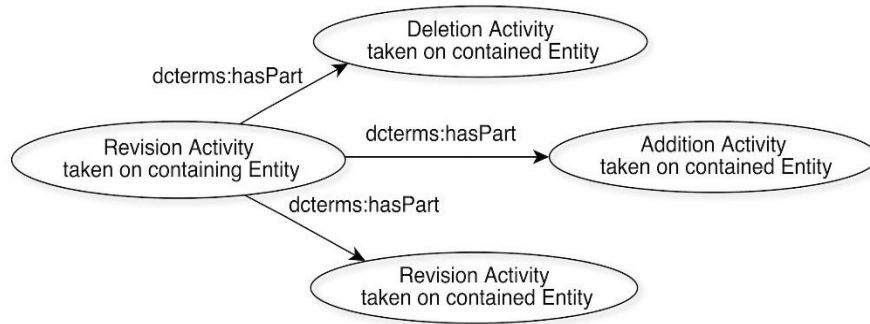 Deletion Activity
taken on contained Entity
dcterms:hasPart
Revision Activity
taken on containing Entity
dcterms:hasPart
Addition Activity
taken on contained Entity
dcterms:hasPart
Revision Activity
taken on contained Entity